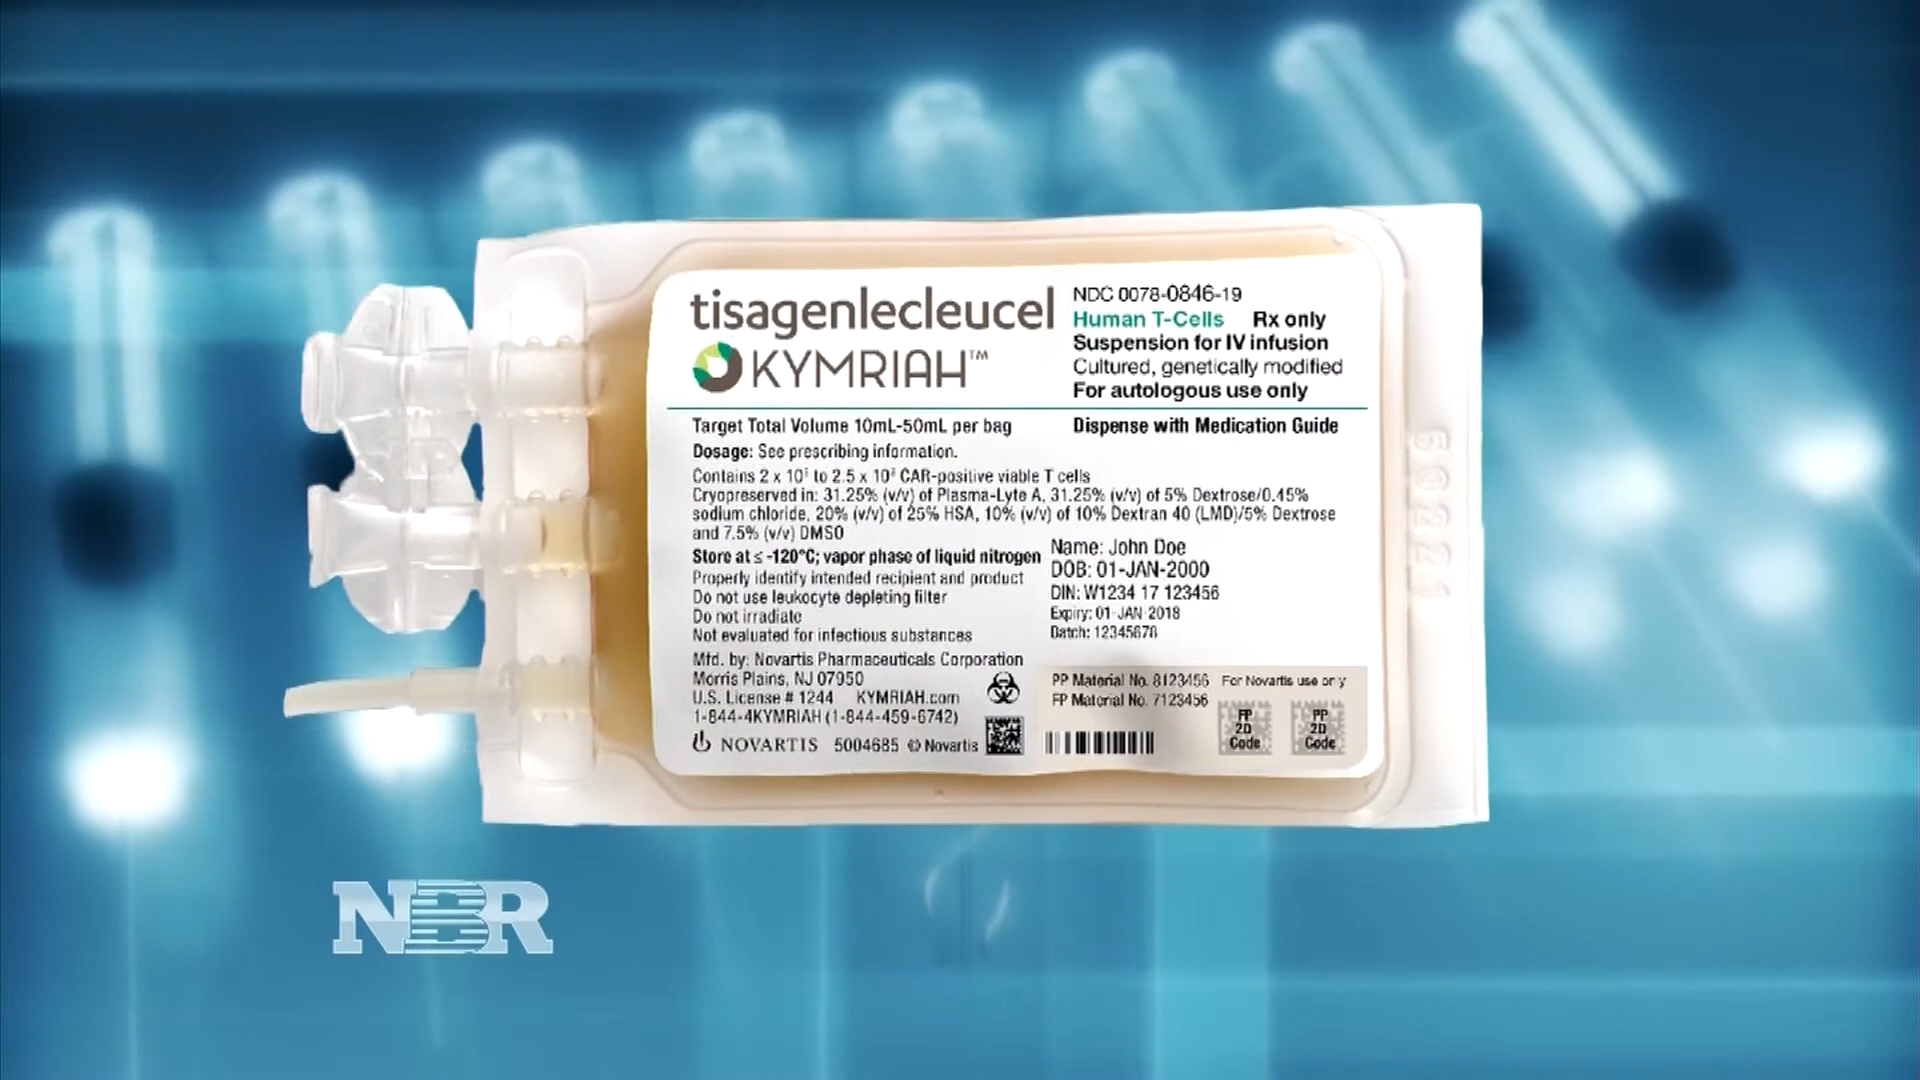 tisagenlecleucel
KYMRIAH™
NDC 0078-0846-19
Human T-Cells Rx only
Suspension for IV infusion
Cultured, genetically modified
For autologous use only
Target Total Volume 10mL-50mL per bag
Dispense with Medication Guide
Dosage: See prescribing information.
Contains 2 x to 2.5 x CAR-positive viable T cells
Cryopreserved in: 31.25% (v/v) of Plasma-Lyte A, 31.25% (v/v) of 5% Dextrose/0.45%
sodium chloride, 20% (v/v) of 25% HSA, 10% (v/v) of 10% Dextran 40 (LMD)/5% Dextrose
and 7.5% (v/v) DMSO
Store at ≤ -120°C; vapor phase of liquid nitrogen
Properly identify intended recipient and product
Do not use leukocyte depleting filter
Do not irradiate
Not evaluated for infectious substances
Name: John Doe
DOB: 01-JAN-2000
DIN: W1234 17 123456
Expiry: 01-JAN-2018
Batch: 12345678
Mfd. by: Novartis Pharmaceuticals Corporation
Morris Plains, NJ 07950
U.S. License # 1244 KYMRIAH.com
1-844-4KYMRIAH (1-844-459-6742)
NOVARTIS 5004685 © Novartis
PP Material No. 8123456 For Novartis use only
FP Material No. 7123456
FP
2D
Code
PP
2D
Code
NBR